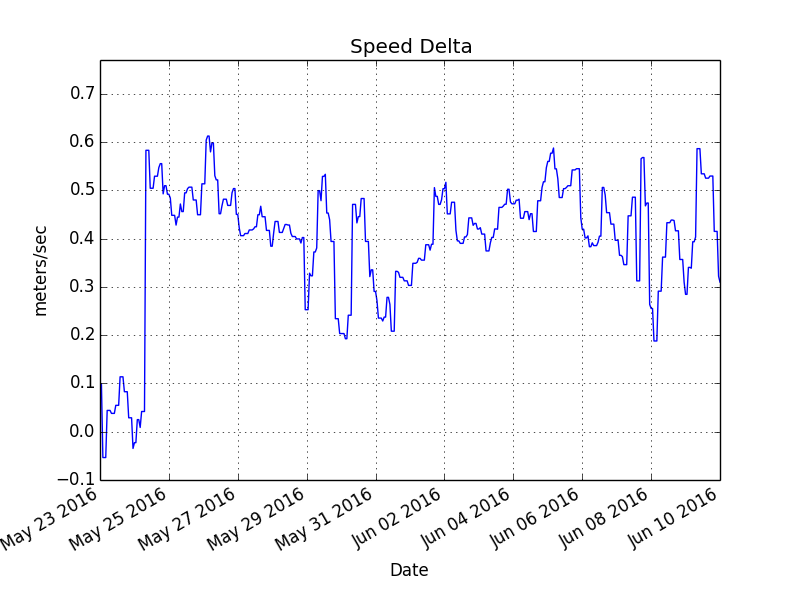 Speed Delta
meters/sec
0.7
0.6
0.5
0.4
0.3
0.2
0.1
0.0
−0.1
May 23 2016
May 25 2016
May 27 2016
May 29 2016
May 31 2016
Jun 02 2016
Jun 04 2016
Jun 06 2016
Jun 08 2016
Jun 10 2016
Date